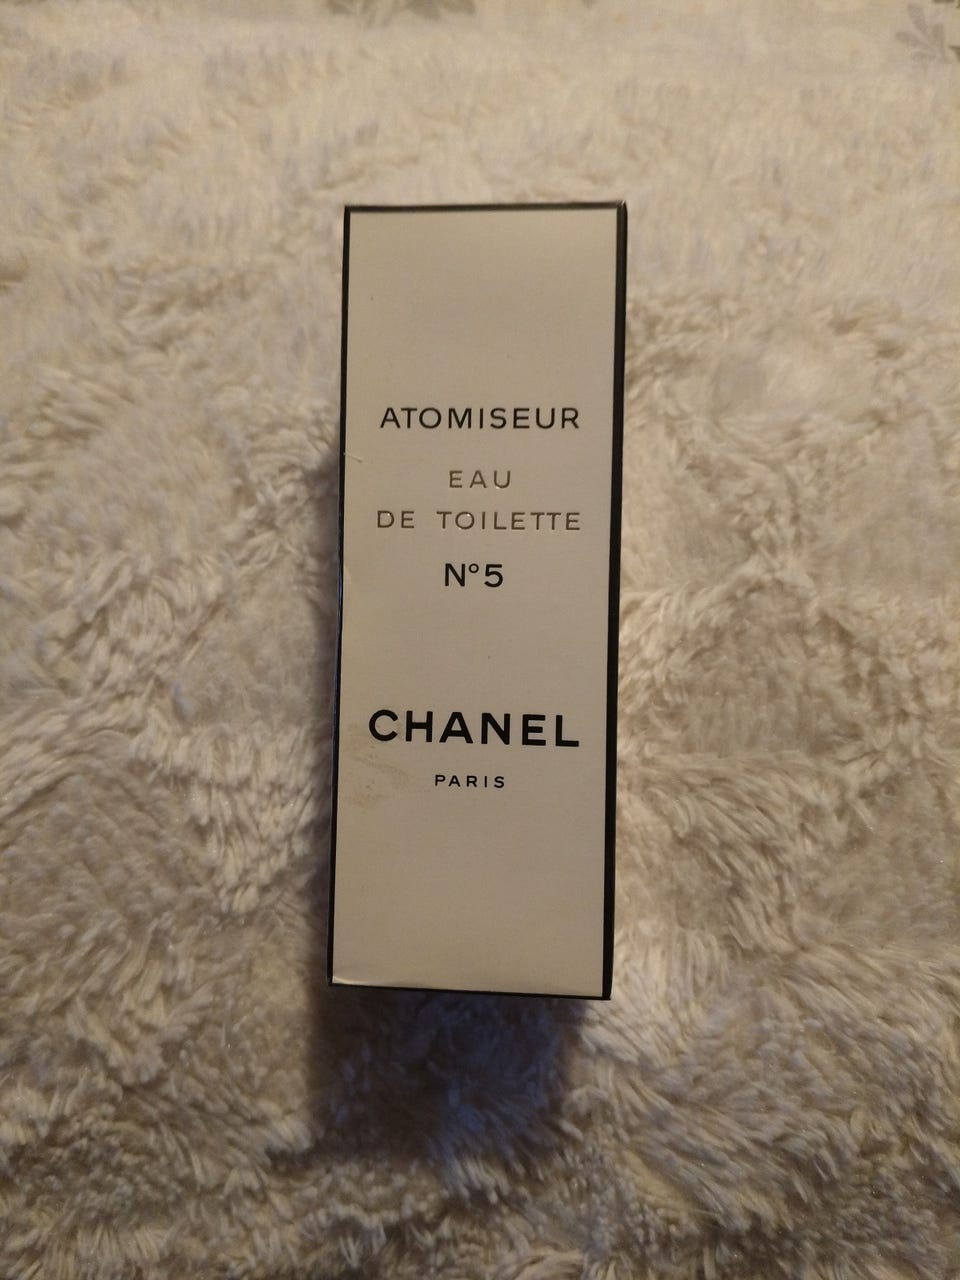 ATOMISEUR
EAU
DE TOILETTE
N°5
CHANEL
PARIS